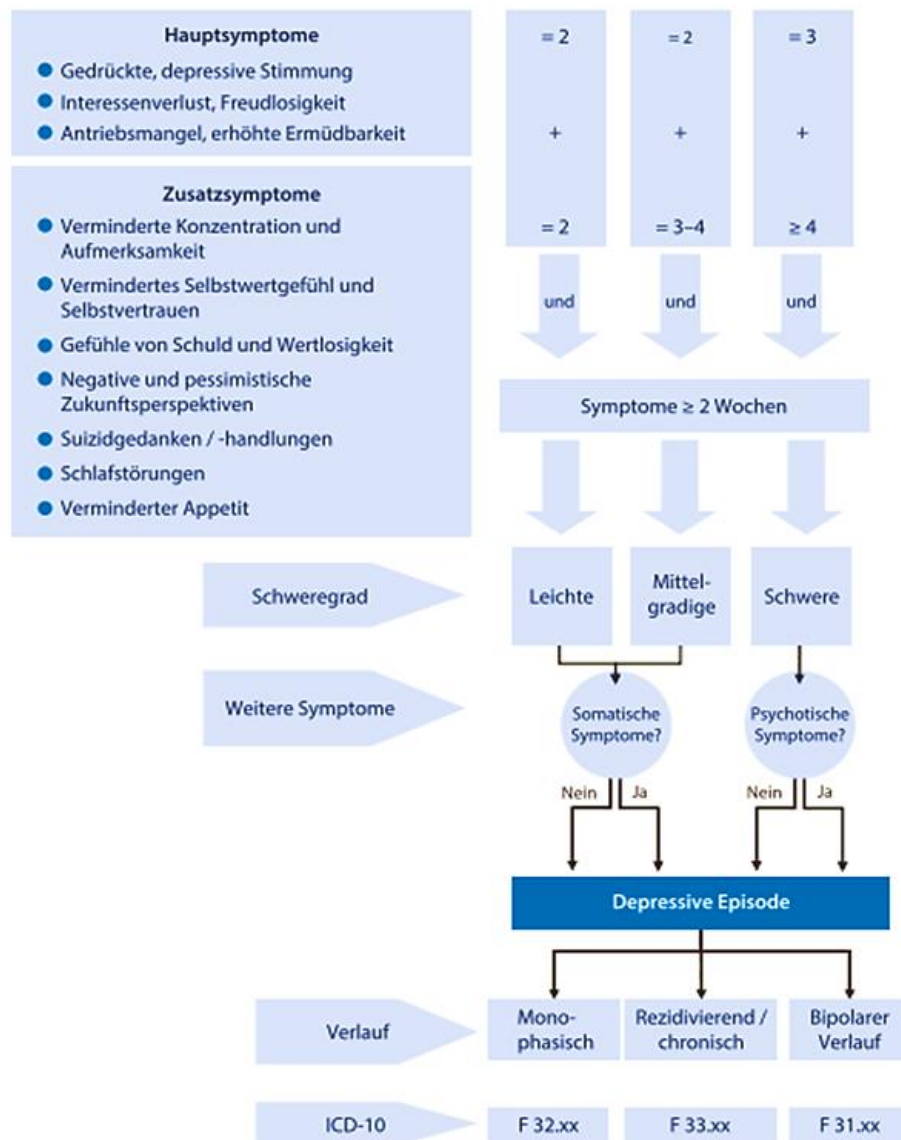 Hauptsymptome
Gedrückte, depressive Stimmung
Interessenverlust, Freudlosigkeit
Antriebsmangel, erhöhte Ermüdbarkeit
= 2
= 2
= 3
+
+
+
Zusatzsymptome
Verminderte Konzentration und
Aufmerksamkeit
Vermindertes Selbstwertgefühl und
Selbstvertrauen
Gefühle von Schuld und Wertlosigkeit
Negative und pessimistische
Zukunftsperspektiven
Suizidgedanken / -handlungen
Schlafstörungen
Verminderter Appetit
= 2
= 3–4
≥ 4
und
und
und
Symptome ≥ 2 Wochen
Schweregrad
Leichte
Mittel-
gradige
Schwere
Weitere Symptome
Somatische
Symptome?
Psychotische
Symptome?
Nein
Ja
Nein
Ja
Depressive Episode
Verlauf
Mono-
phasisch
Rezidivierend /
chronisch
Bipolarer
Verlauf
ICD-10
F 32.xx
F 33.xx
F 31.xx